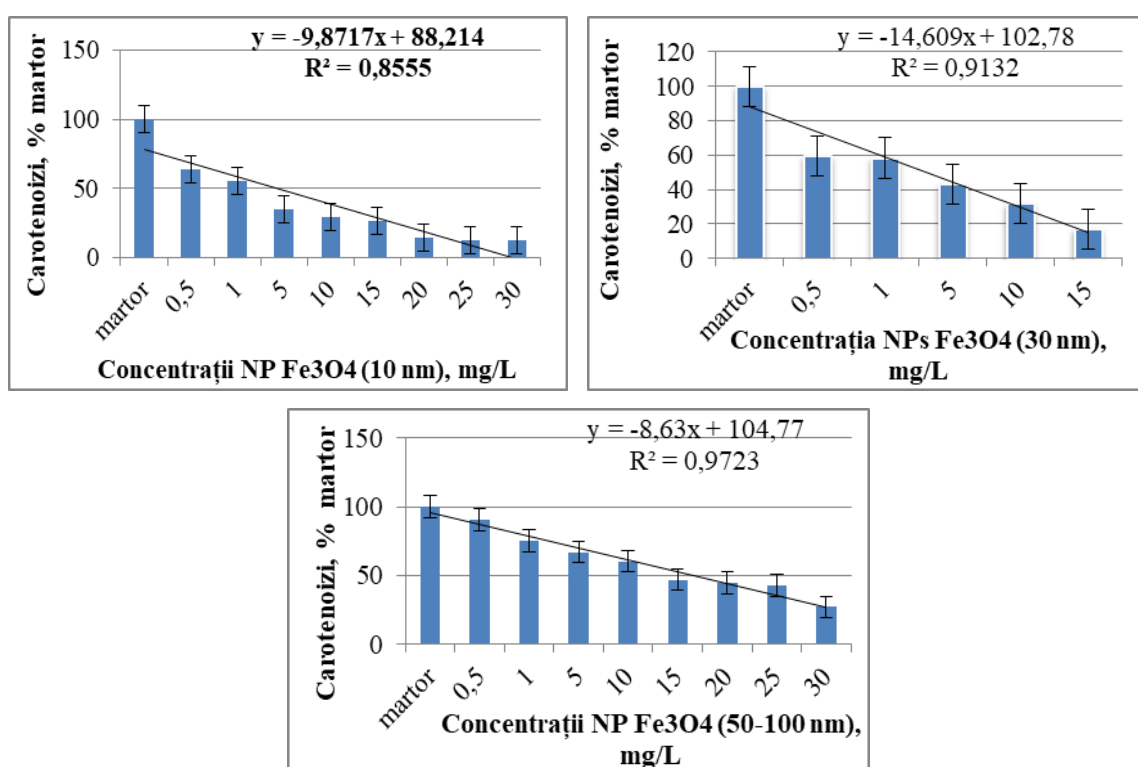 y = -9,8717x + 88,214
R² = 0,8555
Carotenoizi, % martor
150
100
50
0
martor 0,5 1 5 10 15 20 25 30
Concentrații NP Fe3O4 (10 nm), mg/L
y = -14,609x + 102,78
R² = 0,9132
Carotenoizi, % martor
120
100
80
60
40
20
0
martor 0,5 1 5 10 15
Concentrația NPs Fe3O4 (30 nm),
mg/L
y = -8,63x + 104,77
R² = 0,9723
Carotenoizi, % martor
150
100
50
0
martor 0,5 1 5 10 15 20 25 30
Concentrații NP Fe3O4 (50-100 nm),
mg/L